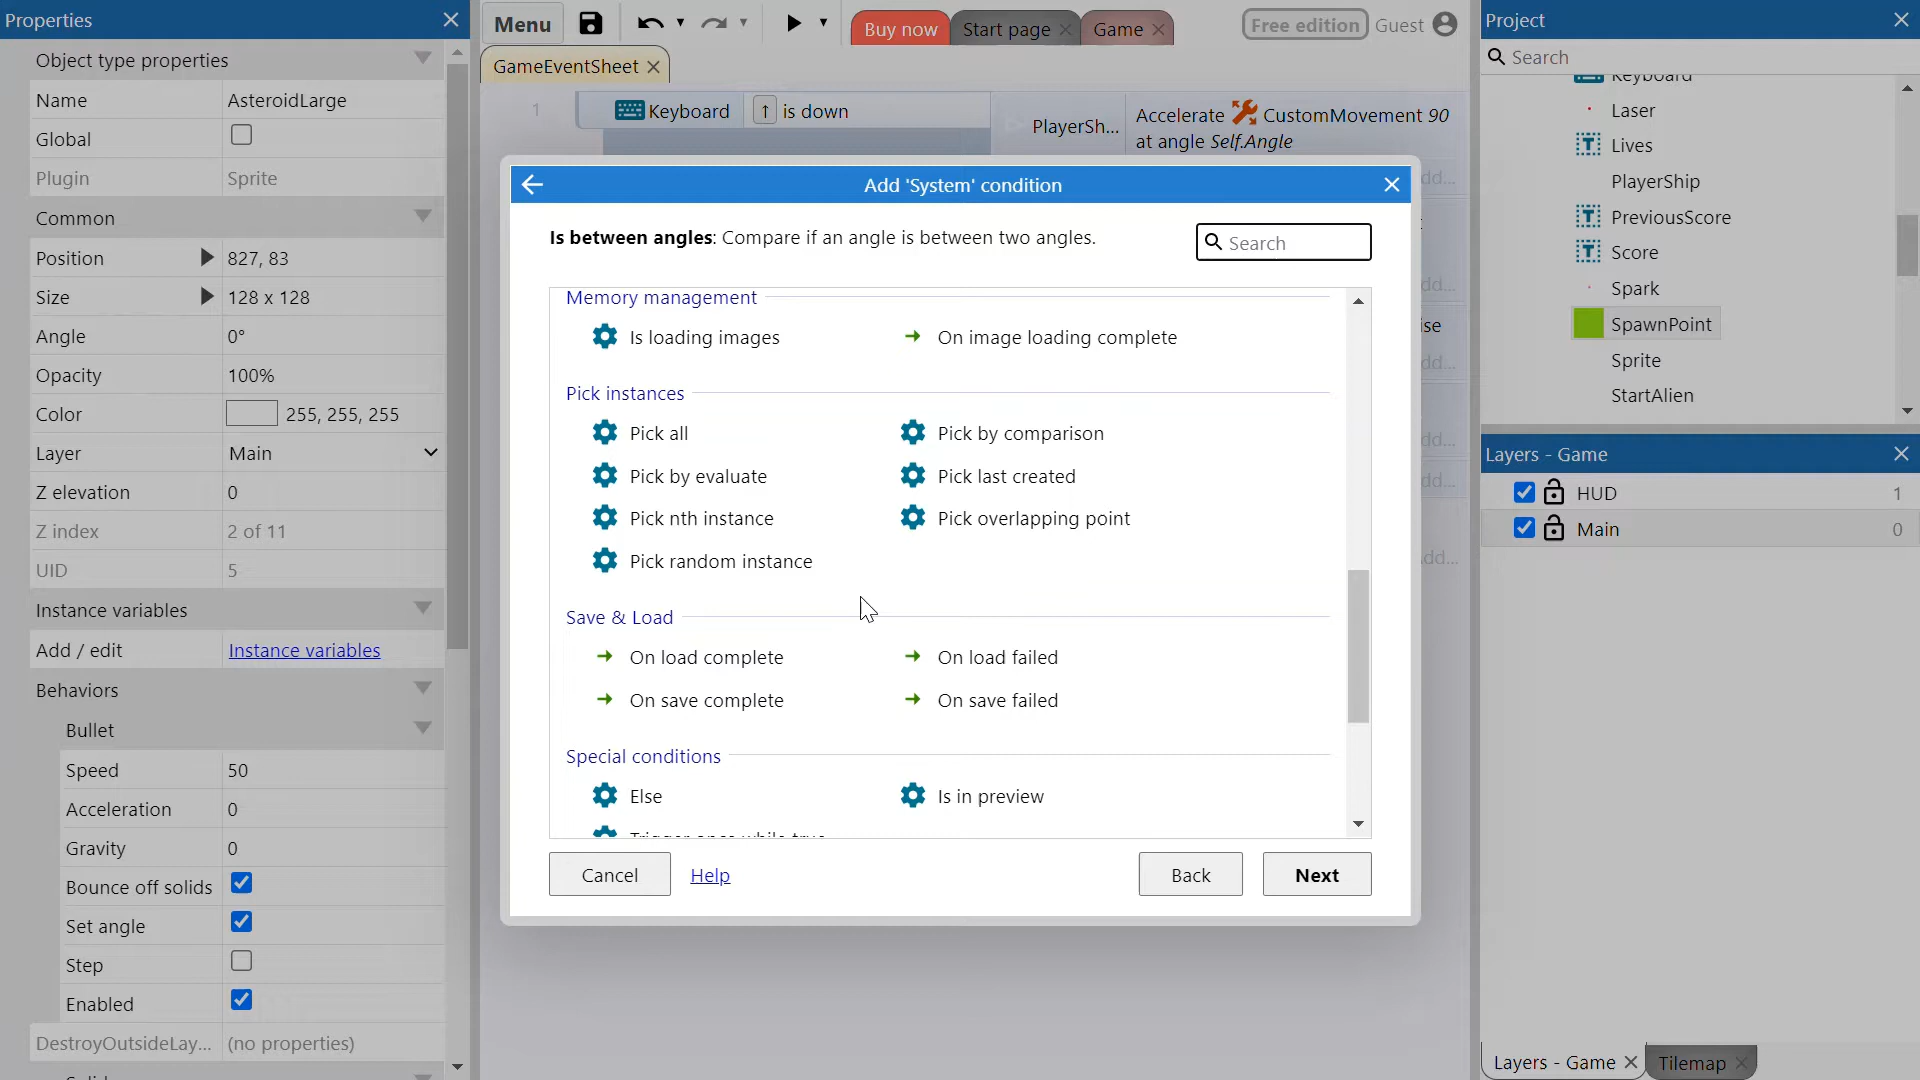 Properties
Object type properties
Name AsteroidLarge
Global
Plugin Sprite
Common
Position 827, 83
Size 128 x 128
Angle 0°
Opacity 100%
Color 255, 255, 255
Layer Main
Z elevation 0
Z index 2 of 11
UID 5
Instance variables
Add / edit Instance variables
Behaviors
Bullet
Speed 50
Acceleration 0
Gravity 0
Bounce off solids
Set angle
Step
Enabled
DestroyOutsideLay... (no properties)
Menu
Buy now
Start page
Game
Free edition
Guest
GameEventSheet
1
Keyboard ↑ is down
PlayerSh...
Accelerate CustomMovement 90
at angle Self.Angle
Add 'System' condition
Is between angles: Compare if an angle is between two angles.
Search
Memory management
Is loading images
On image loading complete
Pick instances
Pick all
Pick by comparison
Pick by evaluate
Pick last created
Pick nth instance
Pick overlapping point
Pick random instance
Save & Load
On load complete
On load failed
On save complete
On save failed
Special conditions
Else
Is in preview
Trigger once while true
Cancel
Help
Back
Next
Project
Search
Keyboard
Laser
Lives
PlayerShip
PreviousScore
Score
Spark
SpawnPoint
Sprite
StartAlien
Layers - Game
HUD 1
Main 0
Layers - Game
Tilemap